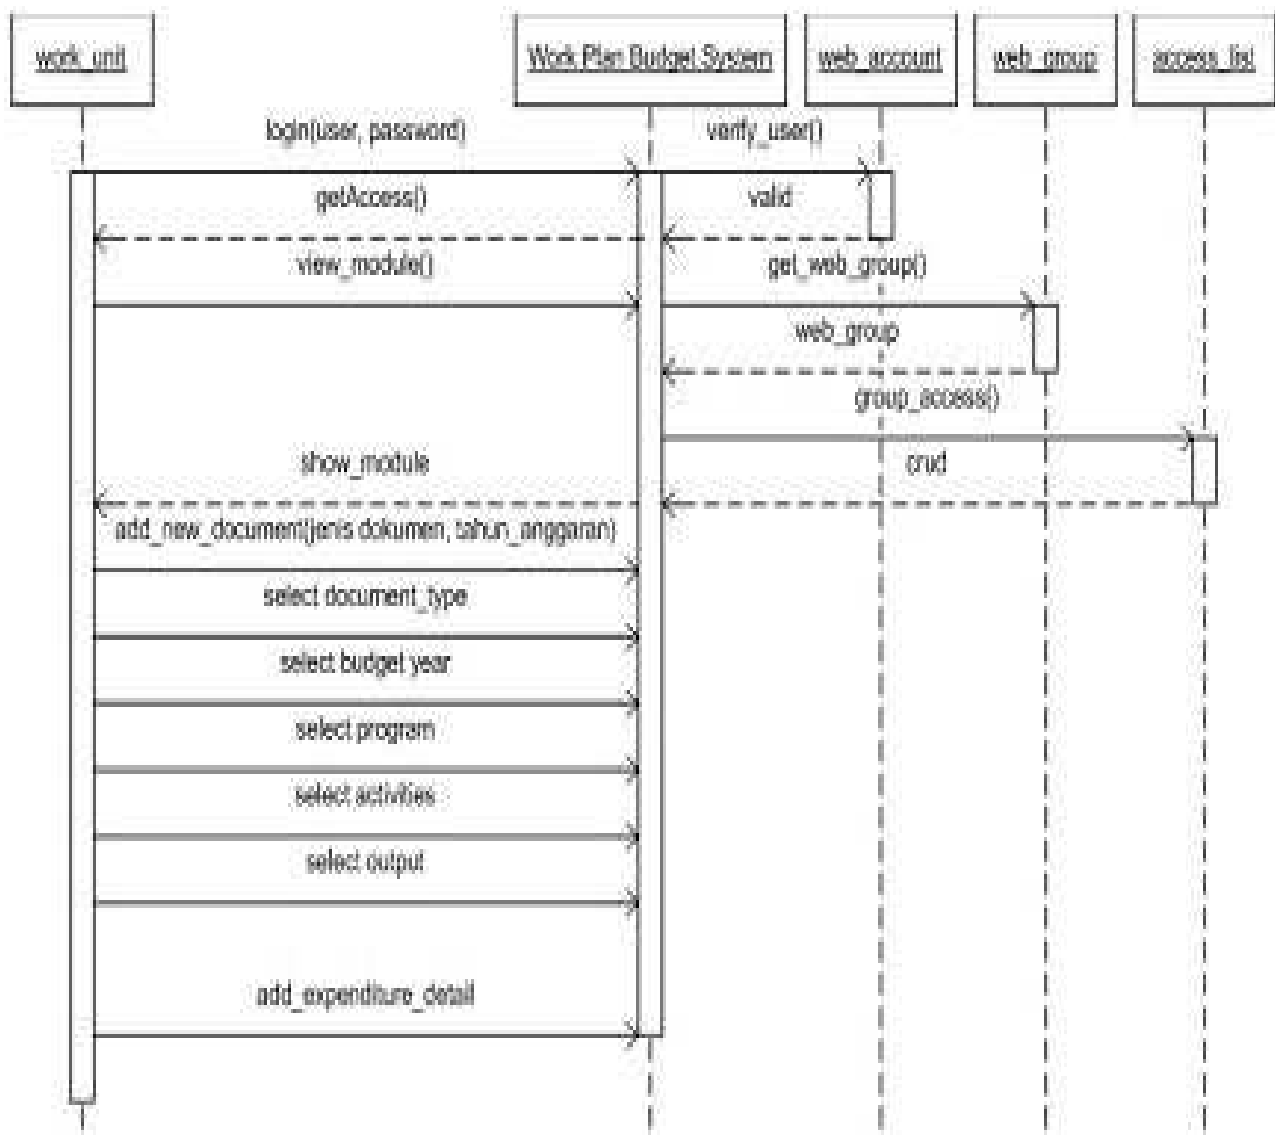 work_unit
Work Plan Budget System
web_account
web_group
access_list
login(user, password)
verify_user()
getAccess()
valid
view_module()
get_web_group()
web_group
group_access()
show_module
crud
add_new_document(jenis dokumen, tahun_anggaran)
select document_type
select budget year
select program
select activities
select output
add_expenditure_detail